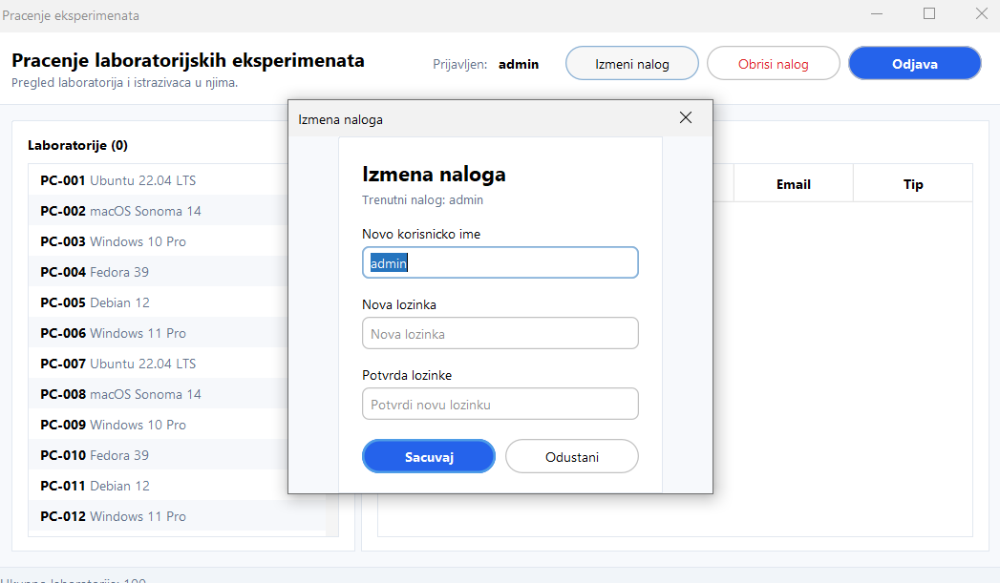 Pracenje eksperimenata
Pracenje laboratorijskih eksperimenata
Pregled laboratorija i istrazivaca u njima.
Prijavljen: admin
Izmeni nalog
Obrisi nalog
Odjava
Laboratorije (0)
PC-001 Ubuntu 22.04 LTS
PC-002 macOS Sonoma 14
PC-003 Windows 10 Pro
PC-004 Fedora 39
PC-005 Debian 12
PC-006 Windows 11 Pro
PC-007 Ubuntu 22.04 LTS
PC-008 macOS Sonoma 14
PC-009 Windows 10 Pro
PC-010 Fedora 39
PC-011 Debian 12
PC-012 Windows 11 Pro
Izmena naloga
Izmena naloga
Trenutni nalog: admin
Novo korisnicko ime
admin
Nova lozinka
Nova lozinka
Potvrda lozinke
Potvrdi novu lozinku
Sacuvaj
Odustani
Email
Tip
Ukupno laboratorija: 100